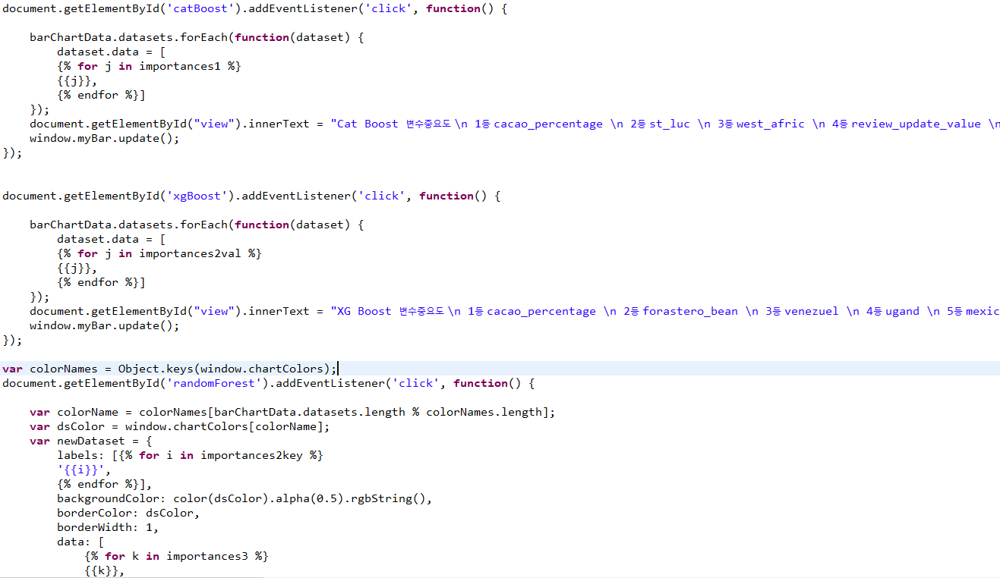 document.getElementById('catBoost').addEventListener('click', function() {
barChartData.datasets.forEach(function(dataset) {
dataset.data = [
{% for j in importances1 %}
{{j}},
{% endfor %}]
});
document.getElementById("view").innerText = "Cat Boost 변수중요도 \n 1등 cacao_percentage \n 2등 st_luc \n 3등 west_afric \n 4등 review_update_value \n
window.myBar.update();
});
document.getElementById('xgBoost').addEventListener('click', function() {
barChartData.datasets.forEach(function(dataset) {
dataset.data = [
{% for j in importances2val %}
{{j}},
{% endfor %}]
});
document.getElementById("view").innerText = "XG Boost 변수중요도 \n 1등 cacao_percentage \n 2등 forastero_bean \n 3등 venezuel \n 4등 ugand \n 5등 mexic
window.myBar.update();
});
var colorNames = Object.keys(window.chartColors);
document.getElementById('randomForest').addEventListener('click', function() {
var colorName = colorNames[barChartData.datasets.length % colorNames.length];
var dsColor = window.chartColors[colorName];
var newDataset = {
labels: [{% for i in importances2key %}
'{{i}}',
{% endfor %}],
backgroundColor: color(dsColor).alpha(0.5).rgbString(),
borderColor: dsColor,
borderWidth: 1,
data: [
{% for k in importances3 %}
{{k}},